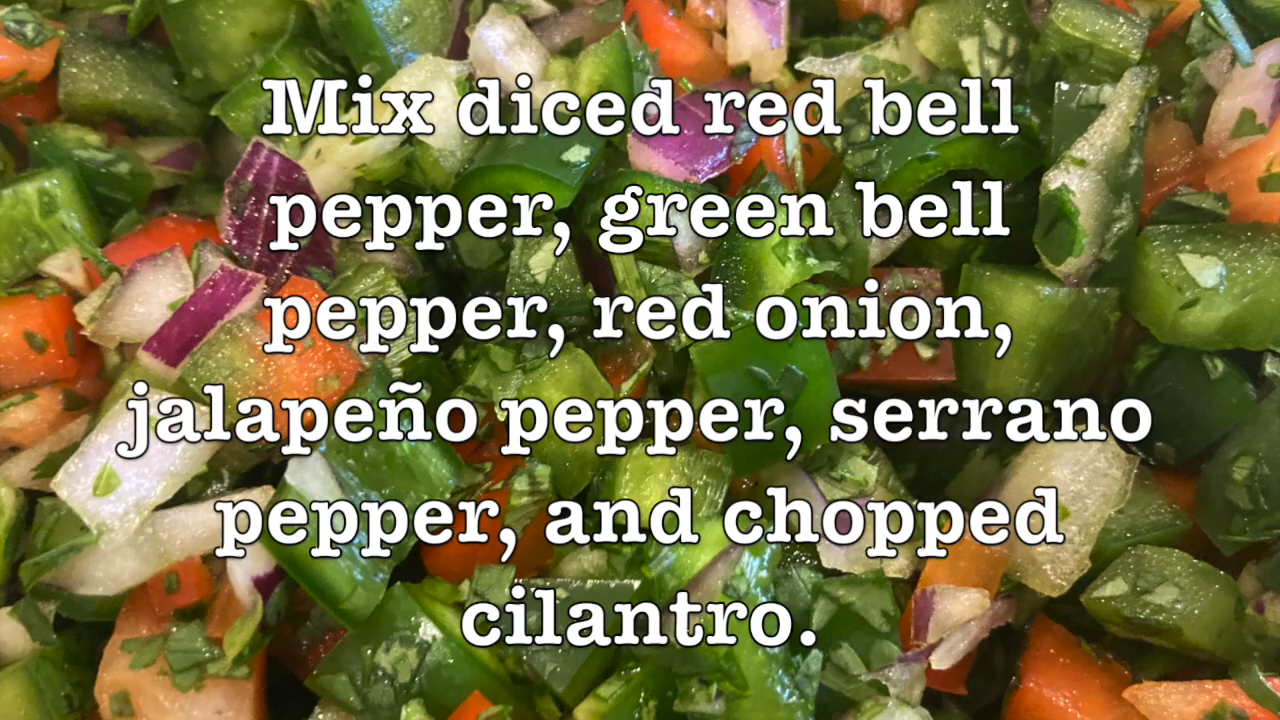 Mix diced red bell
pepper, green bell
pepper, red onion,
jalapeño pepper, serrano
pepper, and chopped
cilantro.